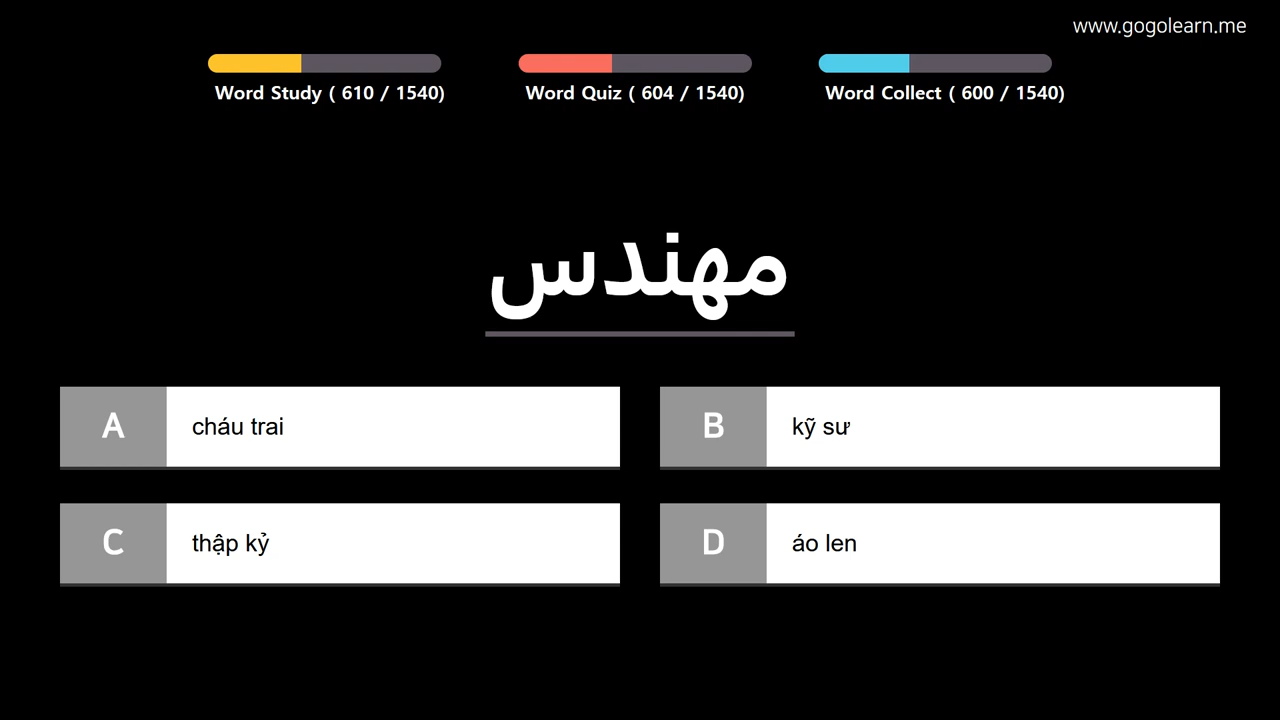 www.gogolearn.me
Word Study ( 610 / 1540)
Word Quiz ( 604 / 1540)
Word Collect ( 600 / 1540)
مهندس
A cháu trai
B kỹ sư
C thập kỷ
D áo len